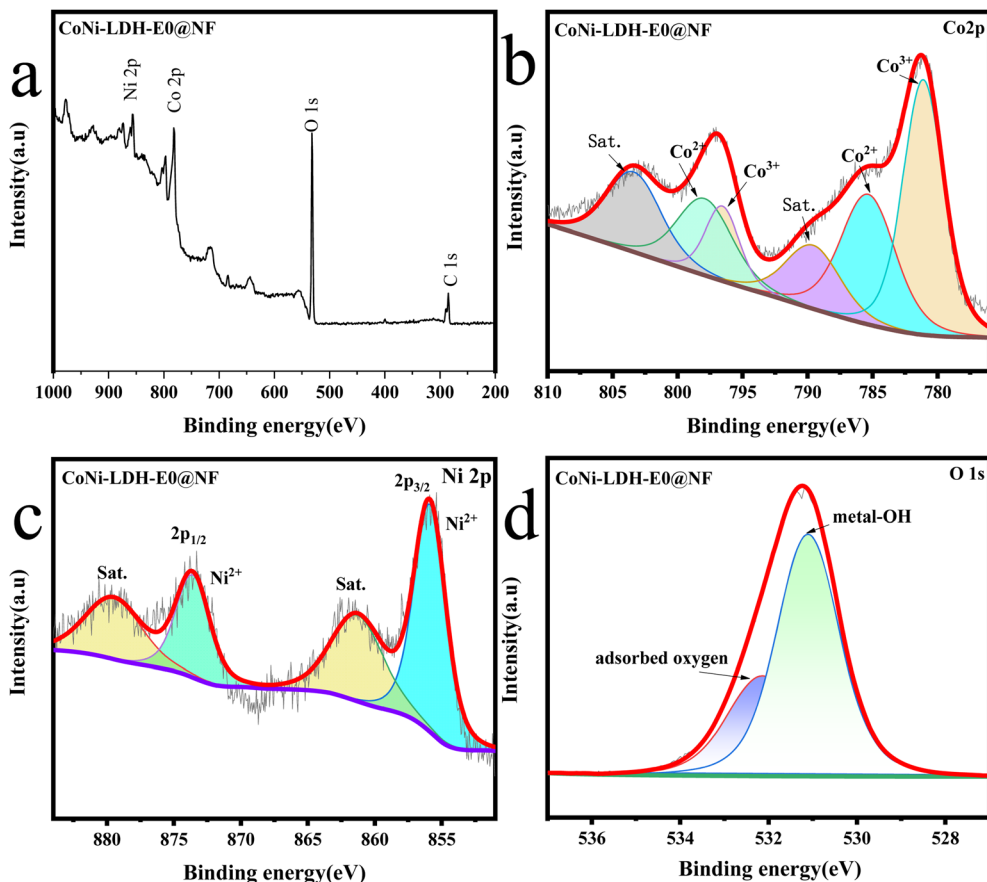 CoNi-LDH-E0@NF
a
Ni 2p
Co 2p
O 1s
C 1s
Intensity(a.u)
1000 900 800 700 600 500 400 300 200
Binding energy(eV)
CoNi-LDH-E0@NF
Co2p
b
Co³⁺
Sat.
Co²⁺
Co³⁺
Co²⁺
Sat.
Intensity(a.u)
810 800 795 790 785 780
Binding energy(eV)
CoNi-LDH-E0@NF
Ni 2p
c
2p₃/₂
Ni²⁺
2p₁/₂
Ni²⁺
Sat.
Sat.
Intensity(a.u)
880 875 870 865 860 855
Binding energy(eV)
CoNi-LDH-E0@NF
O 1s
d
metal-OH
adsorbed oxygen
Intensity(a.u)
536 534 532 530 528
Binding energy(eV)